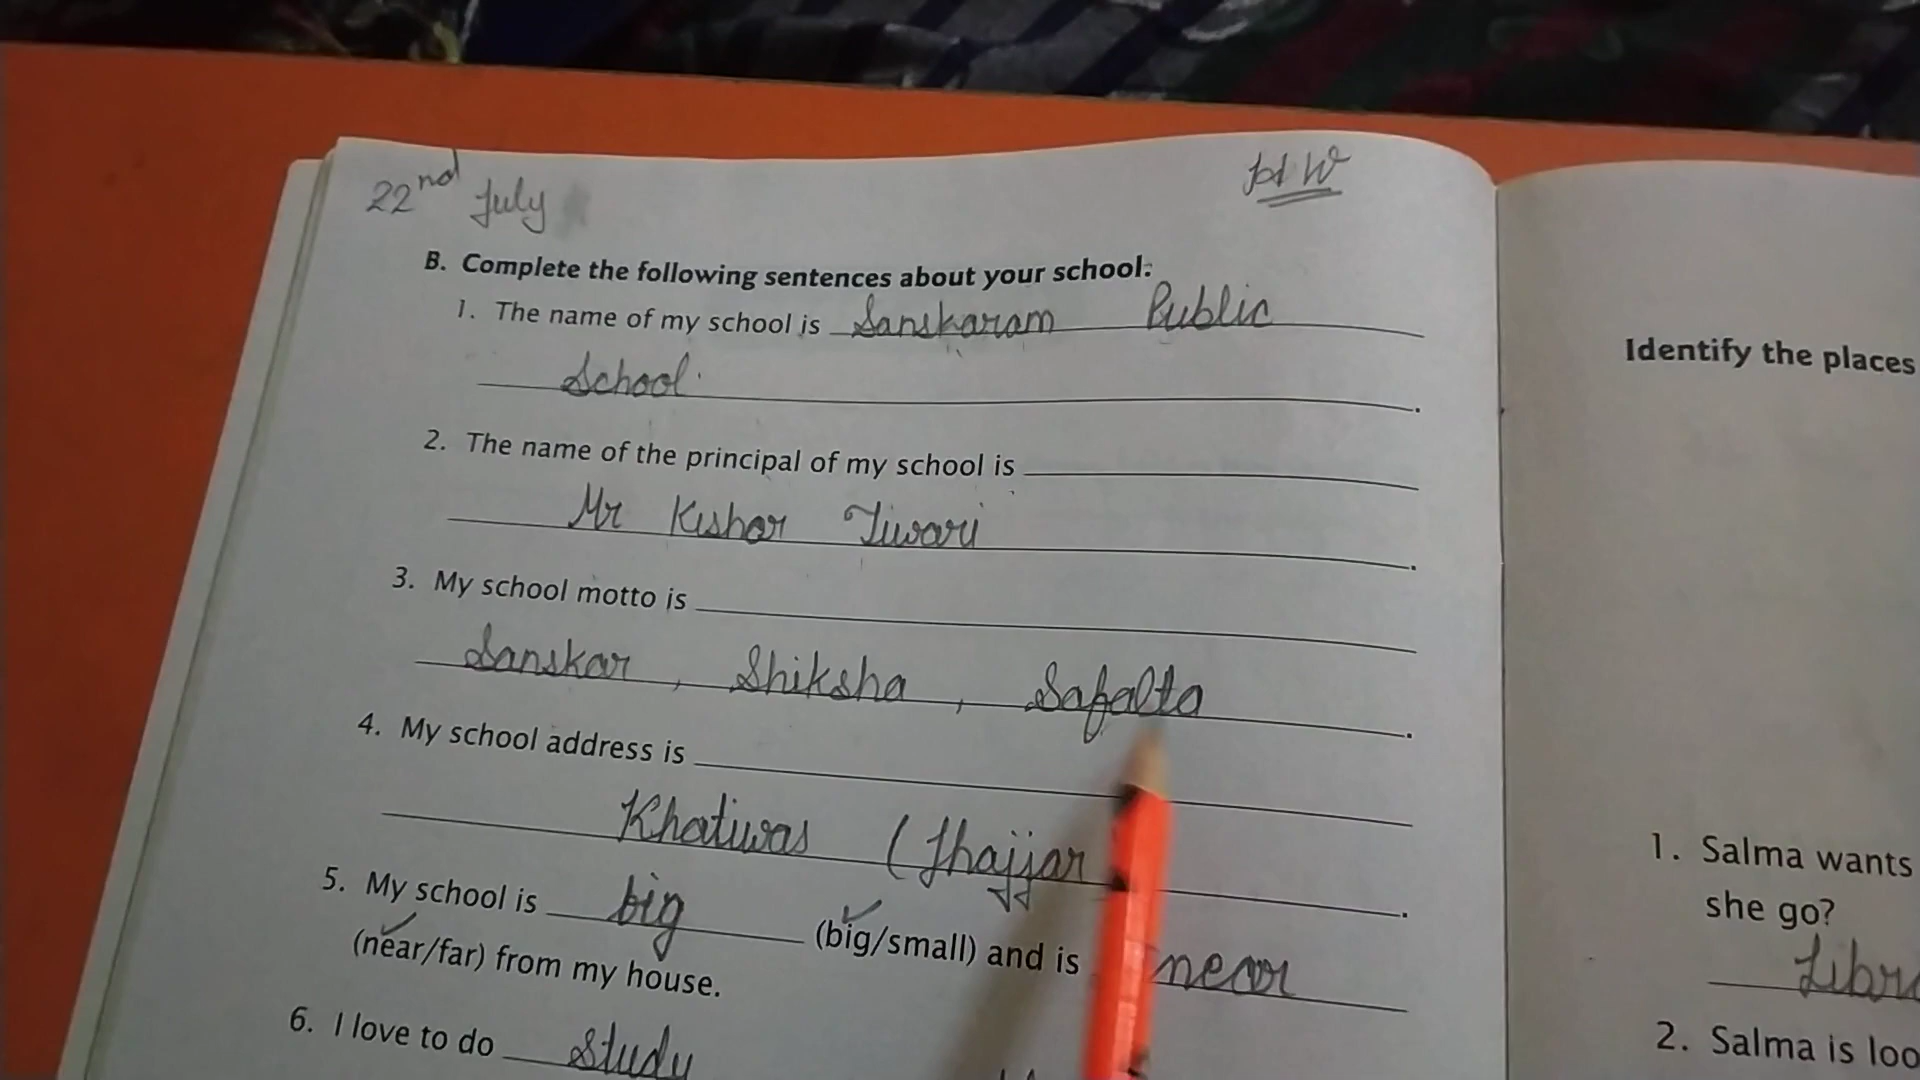 22nd July
H W
B. Complete the following sentences about your school:
1. The name of my school is Sanskaram Public
School.
2. The name of the principal of my school is
Mr Kishor Tiwari.
3. My school motto is
Sanskar, Shiksha, Safalta.
4. My school address is
Khatiwas (Jhajjar.
5. My school is big (big/small) and is near
(near/far) from my house.
6. I love to do study
Identify the places
1. Salma wants
she go?
Libr
2. Salma is loo